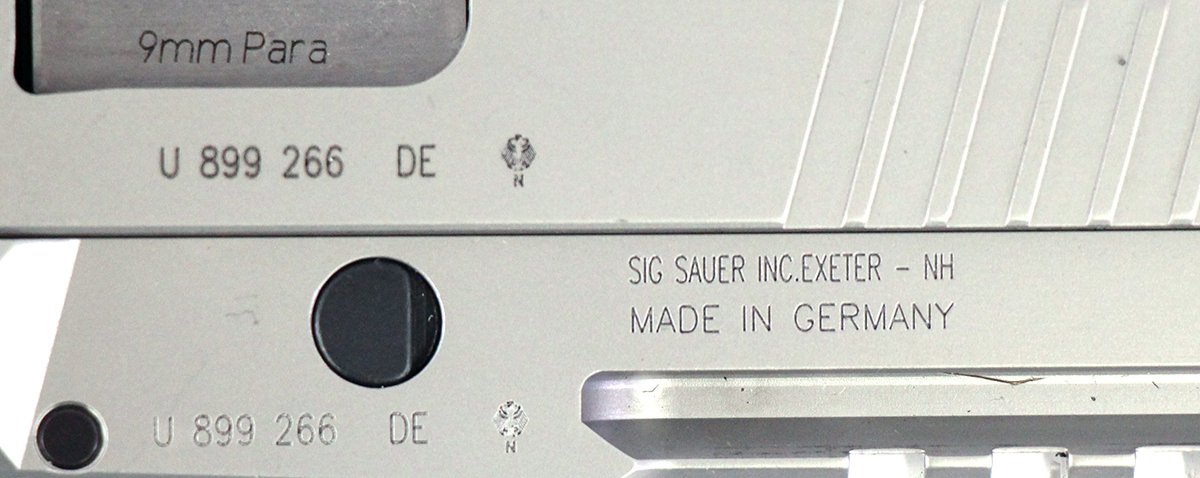 9mm Para
U 899 266 DE
N
SIG SAUER INC.EXETER – NH
MADE IN GERMANY
U 899 266 DE
N